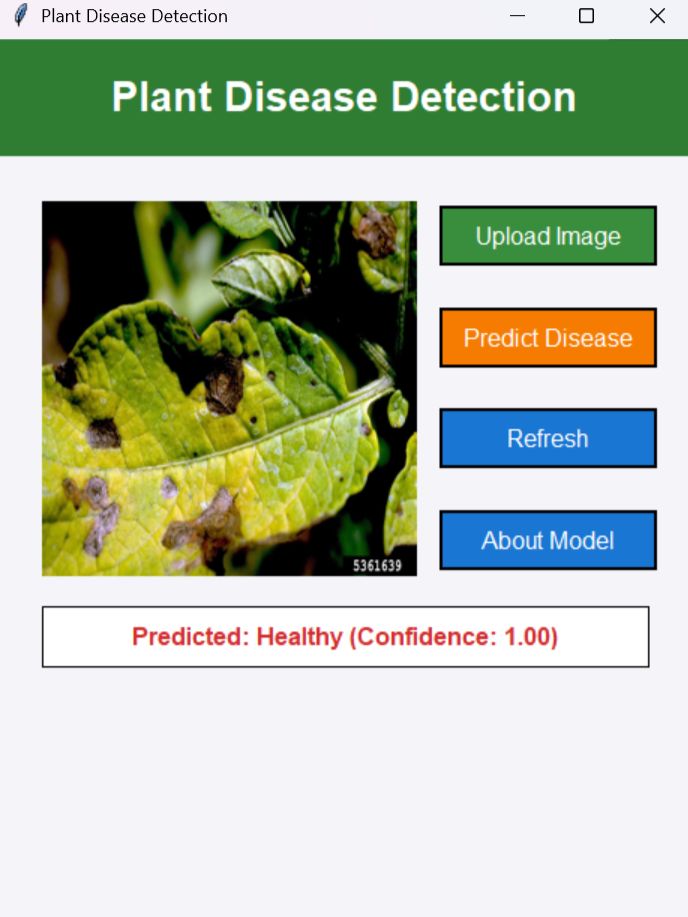 Plant Disease Detection
Plant Disease Detection
Upload Image
Predict Disease
Refresh
About Model
5361639
Predicted: Healthy (Confidence: 1.00)